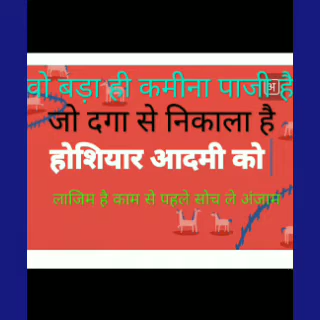 वो बड़ा ही कमीना पाजी है
अ
जो दगा से निकाला है
होशियार आदमी को
लाजिम है काम से पहले सोच ले अंजाम